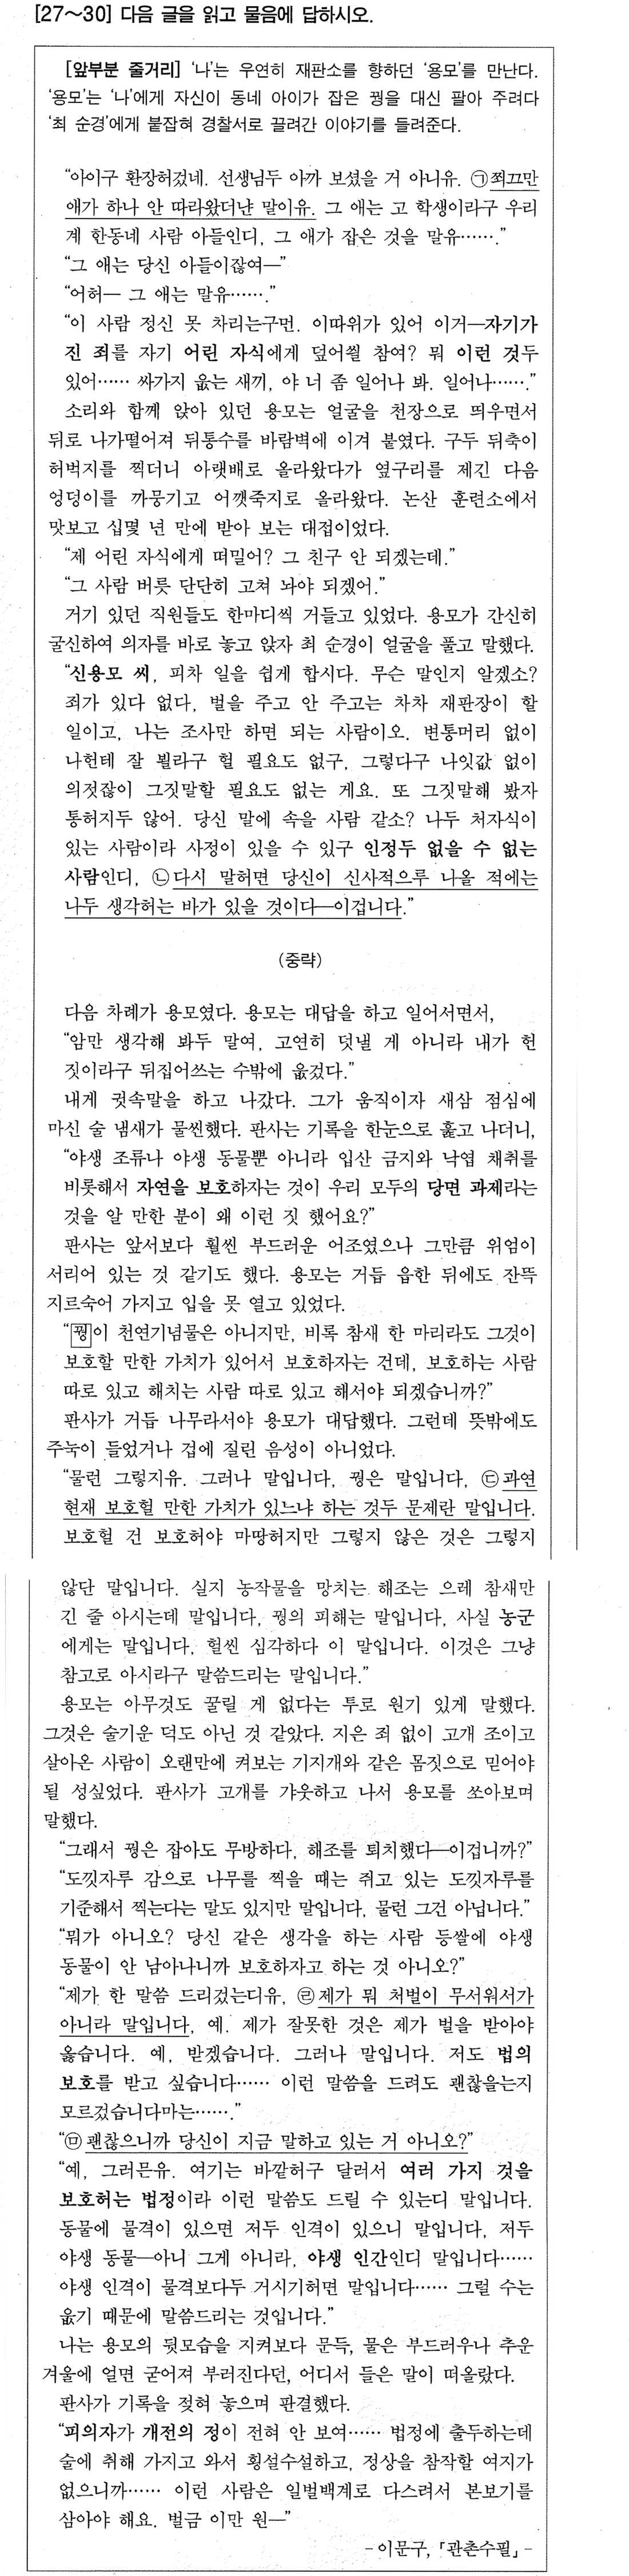 [27～30] 다음 글을 읽고 물음에 답하시오.
[앞부분 줄거리] ‘나’는 우연히 재판소를 향하던 ‘용모’를 만난다.
‘용모’는 ‘나’에게 자신이 동네 아이가 잡은 꿩을 대신 팔아 주려다
‘최 순경’에게 붙잡혀 경찰서로 끌려간 이야기를 들려준다.
“아이구 환장허겄네. 선생님두 아까 보셨을 거 아니유. ㉠쬐끄만
애가 하나 안 따라왔더냔 말이유. 그 애는 고 학생이라구 우리
계 한동네 사람 아들인디, 그 애가 잡은 것을 말유…….”
“그 애는 당신 아들이잖여―”
“어허― 그 애는 말유…….”
“이 사람 정신 못 차리는구먼. 이따위가 있어 이거―자기가
진 죄를 자기 어린 자식에게 덮어씔 참여? 뭐 이런 것두
있어…… 싸가지 읎는 새끼, 야 너 좀 일어나 봐. 일어나…….”
소리와 함께 앉아 있던 용모는 얼굴을 천장으로 띄우면서
뒤로 나가떨어져 뒤통수를 바람벽에 이겨 붙였다. 구두 뒤축이
허벅지를 찍더니 아랫배로 올라왔다가 옆구리를 제긴 다음
엉덩이를 까뭉기고 어깻죽지로 올라왔다. 논산 훈련소에서
맛보고 십몇 년 만에 받아 보는 대접이었다.
“제 어린 자식에게 떠밀어? 그 친구 안 되겠는데.”
“그 사람 버릇 단단히 고쳐 놔야 되겠어.”
거기 있던 직원들도 한마디씩 거들고 있었다. 용모가 간신히
굴신하여 의자를 바로 놓고 앉자 최 순경이 얼굴을 풀고 말했다.
“신용모 씨, 피차 일을 쉽게 합시다. 무슨 말인지 알겠소?
죄가 있다 없다, 벌을 주고 안 주고는 차차 재판장이 할
일이고, 나는 조사만 하면 되는 사람이오. 변통머리 없이
나헌테 잘 뵐라구 헐 필요도 없구, 그렇다구 나잇값 없이
의젓잖이 그짓말할 필요도 없는 게요. 또 그짓말해 봤자
통허지두 않어. 당신 말에 속을 사람 같소? 나두 처자식이
있는 사람이라 사정이 있을 수 있구 인정두 없을 수 없는
사람인디, ㉡다시 말허면 당신이 신사적으루 나올 적에는
나두 생각허는 바가 있을 것이다―이겁니다.”
(중략)
다음 차례가 용모였다. 용모는 대답을 하고 일어서면서,
“암만 생각해 봐두 말여, 고연히 덧낼 게 아니라 내가 헌
짓이라구 뒤집어쓰는 수밖에 읎겄다.”
내게 귓속말을 하고 나갔다. 그가 움직이자 새삼 점심에
마신 술 냄새가 물씬했다. 판사는 기록을 한눈으로 훑고 나더니,
“야생 조류나 야생 동물뿐 아니라 입산 금지와 낙엽 채취를
비롯해서 자연을 보호하자는 것이 우리 모두의 당면 과제라는
것을 알 만한 분이 왜 이런 짓 했어요?”
판사는 앞서보다 훨씬 부드러운 어조였으나 그만큼 위엄이
서리어 있는 것 같기도 했다. 용모는 거듭 읍한 뒤에도 잔뜩
지르숙어 가지고 입을 못 열고 있었다.
“꿩이 천연기념물은 아니지만, 비록 참새 한 마리라도 그것이
보호할 만한 가치가 있어서 보호하자는 건데, 보호하는 사람
따로 있고 해치는 사람 따로 있고 해서야 되겠습니까?”
판사가 거듭 나무라서야 용모가 대답했다. 그런데 뜻밖에도
주눅이 들었거나 겁에 질린 음성이 아니었다.
“물런 그렇지유. 그러나 말입니다, 꿩은 말입니다, ㉢과연
현재 보호헐 만한 가치가 있느냐 하는 것두 문제란 말입니다.
보호헐 건 보호허야 마땅허지만 그렇지 않은 것은 그렇지
않단 말입니다. 실지 농작물을 망치는 해조는 으레 참새만
긴 줄 아시는데 말입니다, 꿩의 피해는 말입니다, 사실 농군
에게는 말입니다, 훨씬 심각하다 이 말입니다. 이것은 그냥
참고로 아시라구 말씀드리는 말입니다.”
용모는 아무것도 꿀릴 게 없다는 투로 원기 있게 말했다.
그것은 술기운 덕도 아닌 것 같았다. 지은 죄 없이 고개 조이고
살아온 사람이 오랜만에 켜보는 기지개와 같은 몸짓으로 믿어야
될 성싶었다. 판사가 고개를 갸웃하고 나서 용모를 쏘아보며
말했다.
“그래서 꿩은 잡아도 무방하다, 해조를 퇴치했다―이겁니까?”
“도낏자루 감으로 나무를 찍을 때는 쥐고 있는 도낏자루를
기준해서 찍는다는 말도 있지만 말입니다, 물런 그건 아닙니다.”
“뭐가 아니오? 당신 같은 생각을 하는 사람 등쌀에 야생
동물이 안 남아나니까 보호하자고 하는 것 아니오?”
“제가 한 말씀 드리겄는디유, ㉣제가 뭐 처벌이 무서워서가
아니라 말입니다, 예. 제가 잘못한 것은 제가 벌을 받아야
옳습니다. 예, 받겠습니다. 그러나 말입니다. 저도 법의
보호를 받고 싶습니다…… 이런 말씀을 드려도 괜찮을는지
모르겄습니다마는…….”
“㉤괜찮으니까 당신이 지금 말하고 있는 거 아니오?”
“예, 그러믄유. 여기는 바깥허구 달러서 여러 가지 것을
보호허는 법정이라 이런 말씀도 드릴 수 있는디 말입니다.
동물에 물격이 있으면 저두 인격이 있으니 말입니다, 저두
야생 동물―아니 그게 아니라, 야생 인간인디 말입니다……
야생 인격이 물격보다두 거시기허면 말입니다…… 그럴 수는
읎기 때문에 말씀드리는 것입니다.”
나는 용모의 뒷모습을 지켜보다 문득, 물은 부드러우나 추운
겨울에 얼면 굳어져 부러진다던, 어디서 들은 말이 떠올랐다.
판사가 기록을 젖혀 놓으며 판결했다.
“피의자가 개전의 정이 전혀 안 보여…… 법정에 출두하는데
술에 취해 가지고 와서 횡설수설하고, 정상을 참작할 여지가
없으니까…… 이런 사람은 일벌백계로 다스려서 본보기를
삼아야 해요. 벌금 이만 원―”
- 이문구, 「관촌수필」 -